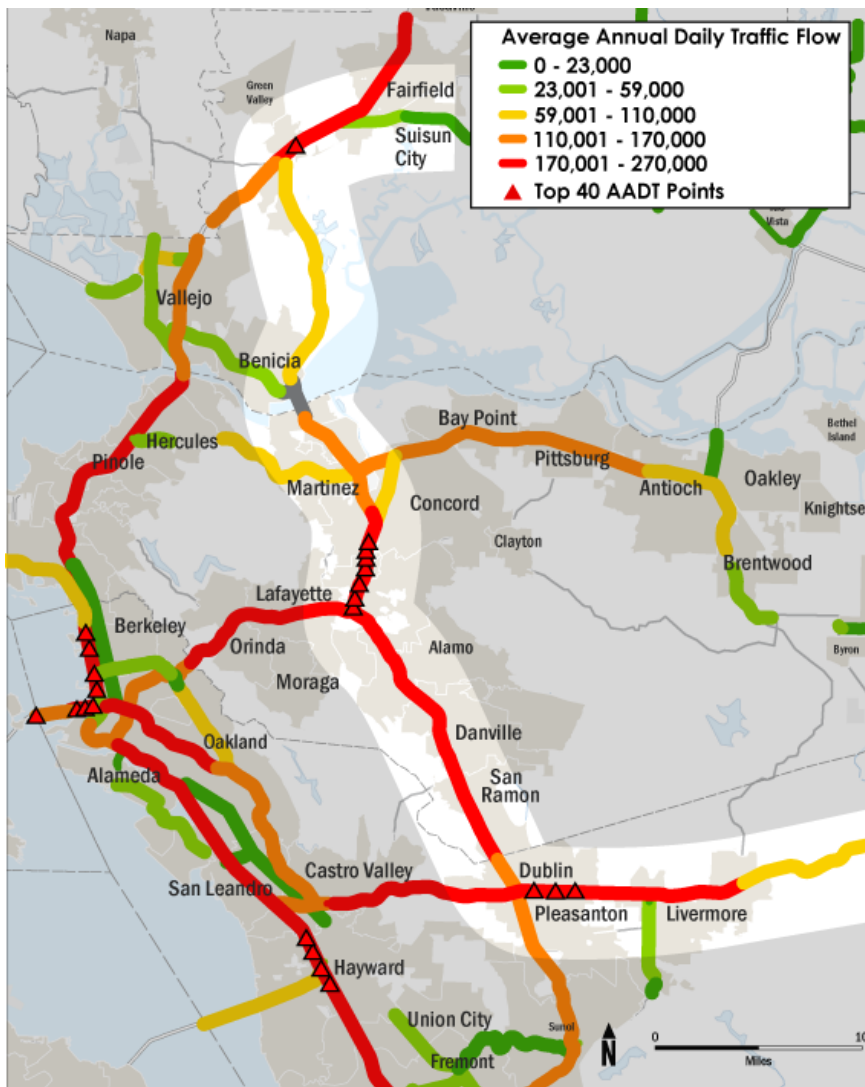 Napa
Green
Valley
Fairfield
Suisun
City
Average Annual Daily Traffic Flow
0 - 23,000
23,001 - 59,000
59,001 - 110,000
110,001 - 170,000
170,001 - 270,000
Top 40 AADT Points
Vista
Vallejo
Benicia
Hercules
Pinole
Martinez
Bay Point
Pittsburg
Antioch
Oakley
Bethel
Island
Knightse
Concord
Clayton
Brentwood
Byron
Lafayette
Berkeley
Orinda
Moraga
Alamo
Danville
San
Ramon
Oakland
Alameda
San Leandro
Castro Valley
Dublin
Pleasanton
Livermore
Hayward
Union City
Fremont
Sunol
N
0
10
Miles